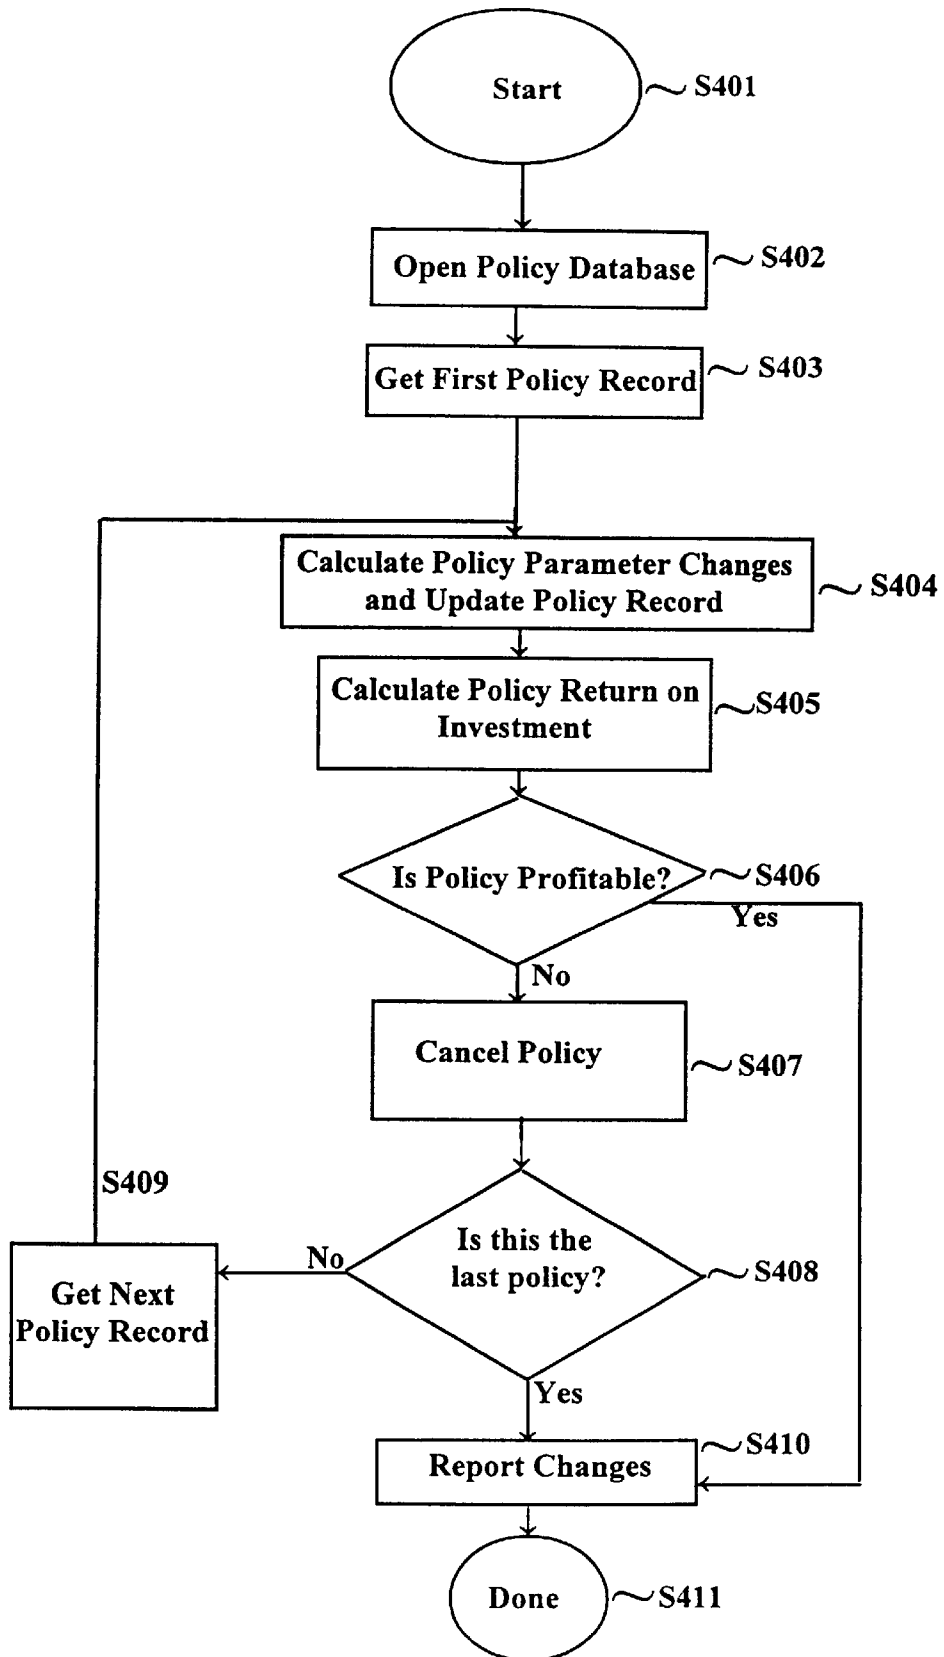 Start
S401
Open Policy Database
S402
Get First Policy Record
S403
Calculate Policy Parameter Changes
and Update Policy Record
S404
Calculate Policy Return on
Investment
S405
Is Policy Profitable?
S406
Yes
No
Cancel Policy
S407
S409
Is this the
last policy?
S408
No
Get Next
Policy Record
Yes
Report Changes
S410
Done
S411